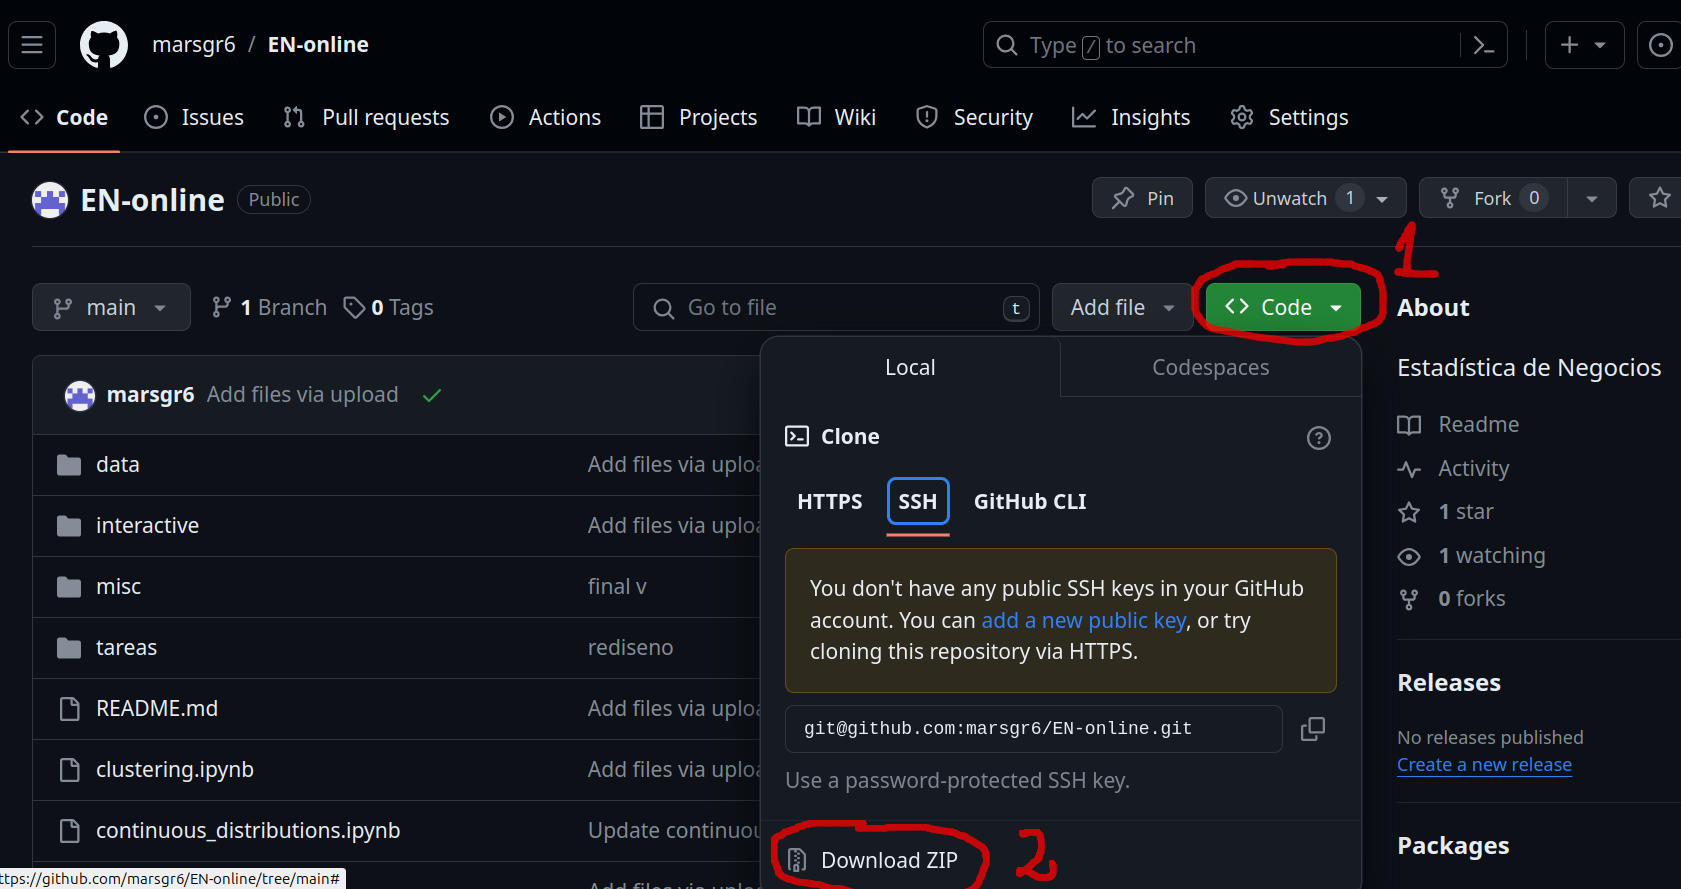 marsgr6 / EN-online
Type / to search
Code Issues Pull requests Actions Projects Wiki Security Insights Settings
EN-online Public
Pin Unwatch 1 Fork 0
1
main 1 Branch 0 Tags
Go to file t
Add file Code
About
Local Codespaces
Estadística de Negocios
marsgr6 Add files via upload
Clone
Readme
data Add files via uploa
Activity
HTTPS SSH GitHub CLI
1 star
interactive Add files via uploa
1 watching
misc final v
You don't have any public SSH keys in your GitHub
account. You can add a new public key, or try
cloning this repository via HTTPS.
0 forks
tareas rediseno
Releases
README.md Add files via uploa
git@github.com:marsgr6/EN-online.git
No releases published
Create a new release
clustering.ipynb Add files via uploa
Use a password-protected SSH key.
continuous_distributions.ipynb Update continuou
Packages
Download ZIP 2
ttps://github.com/marsgr6/EN-online/tree/main#